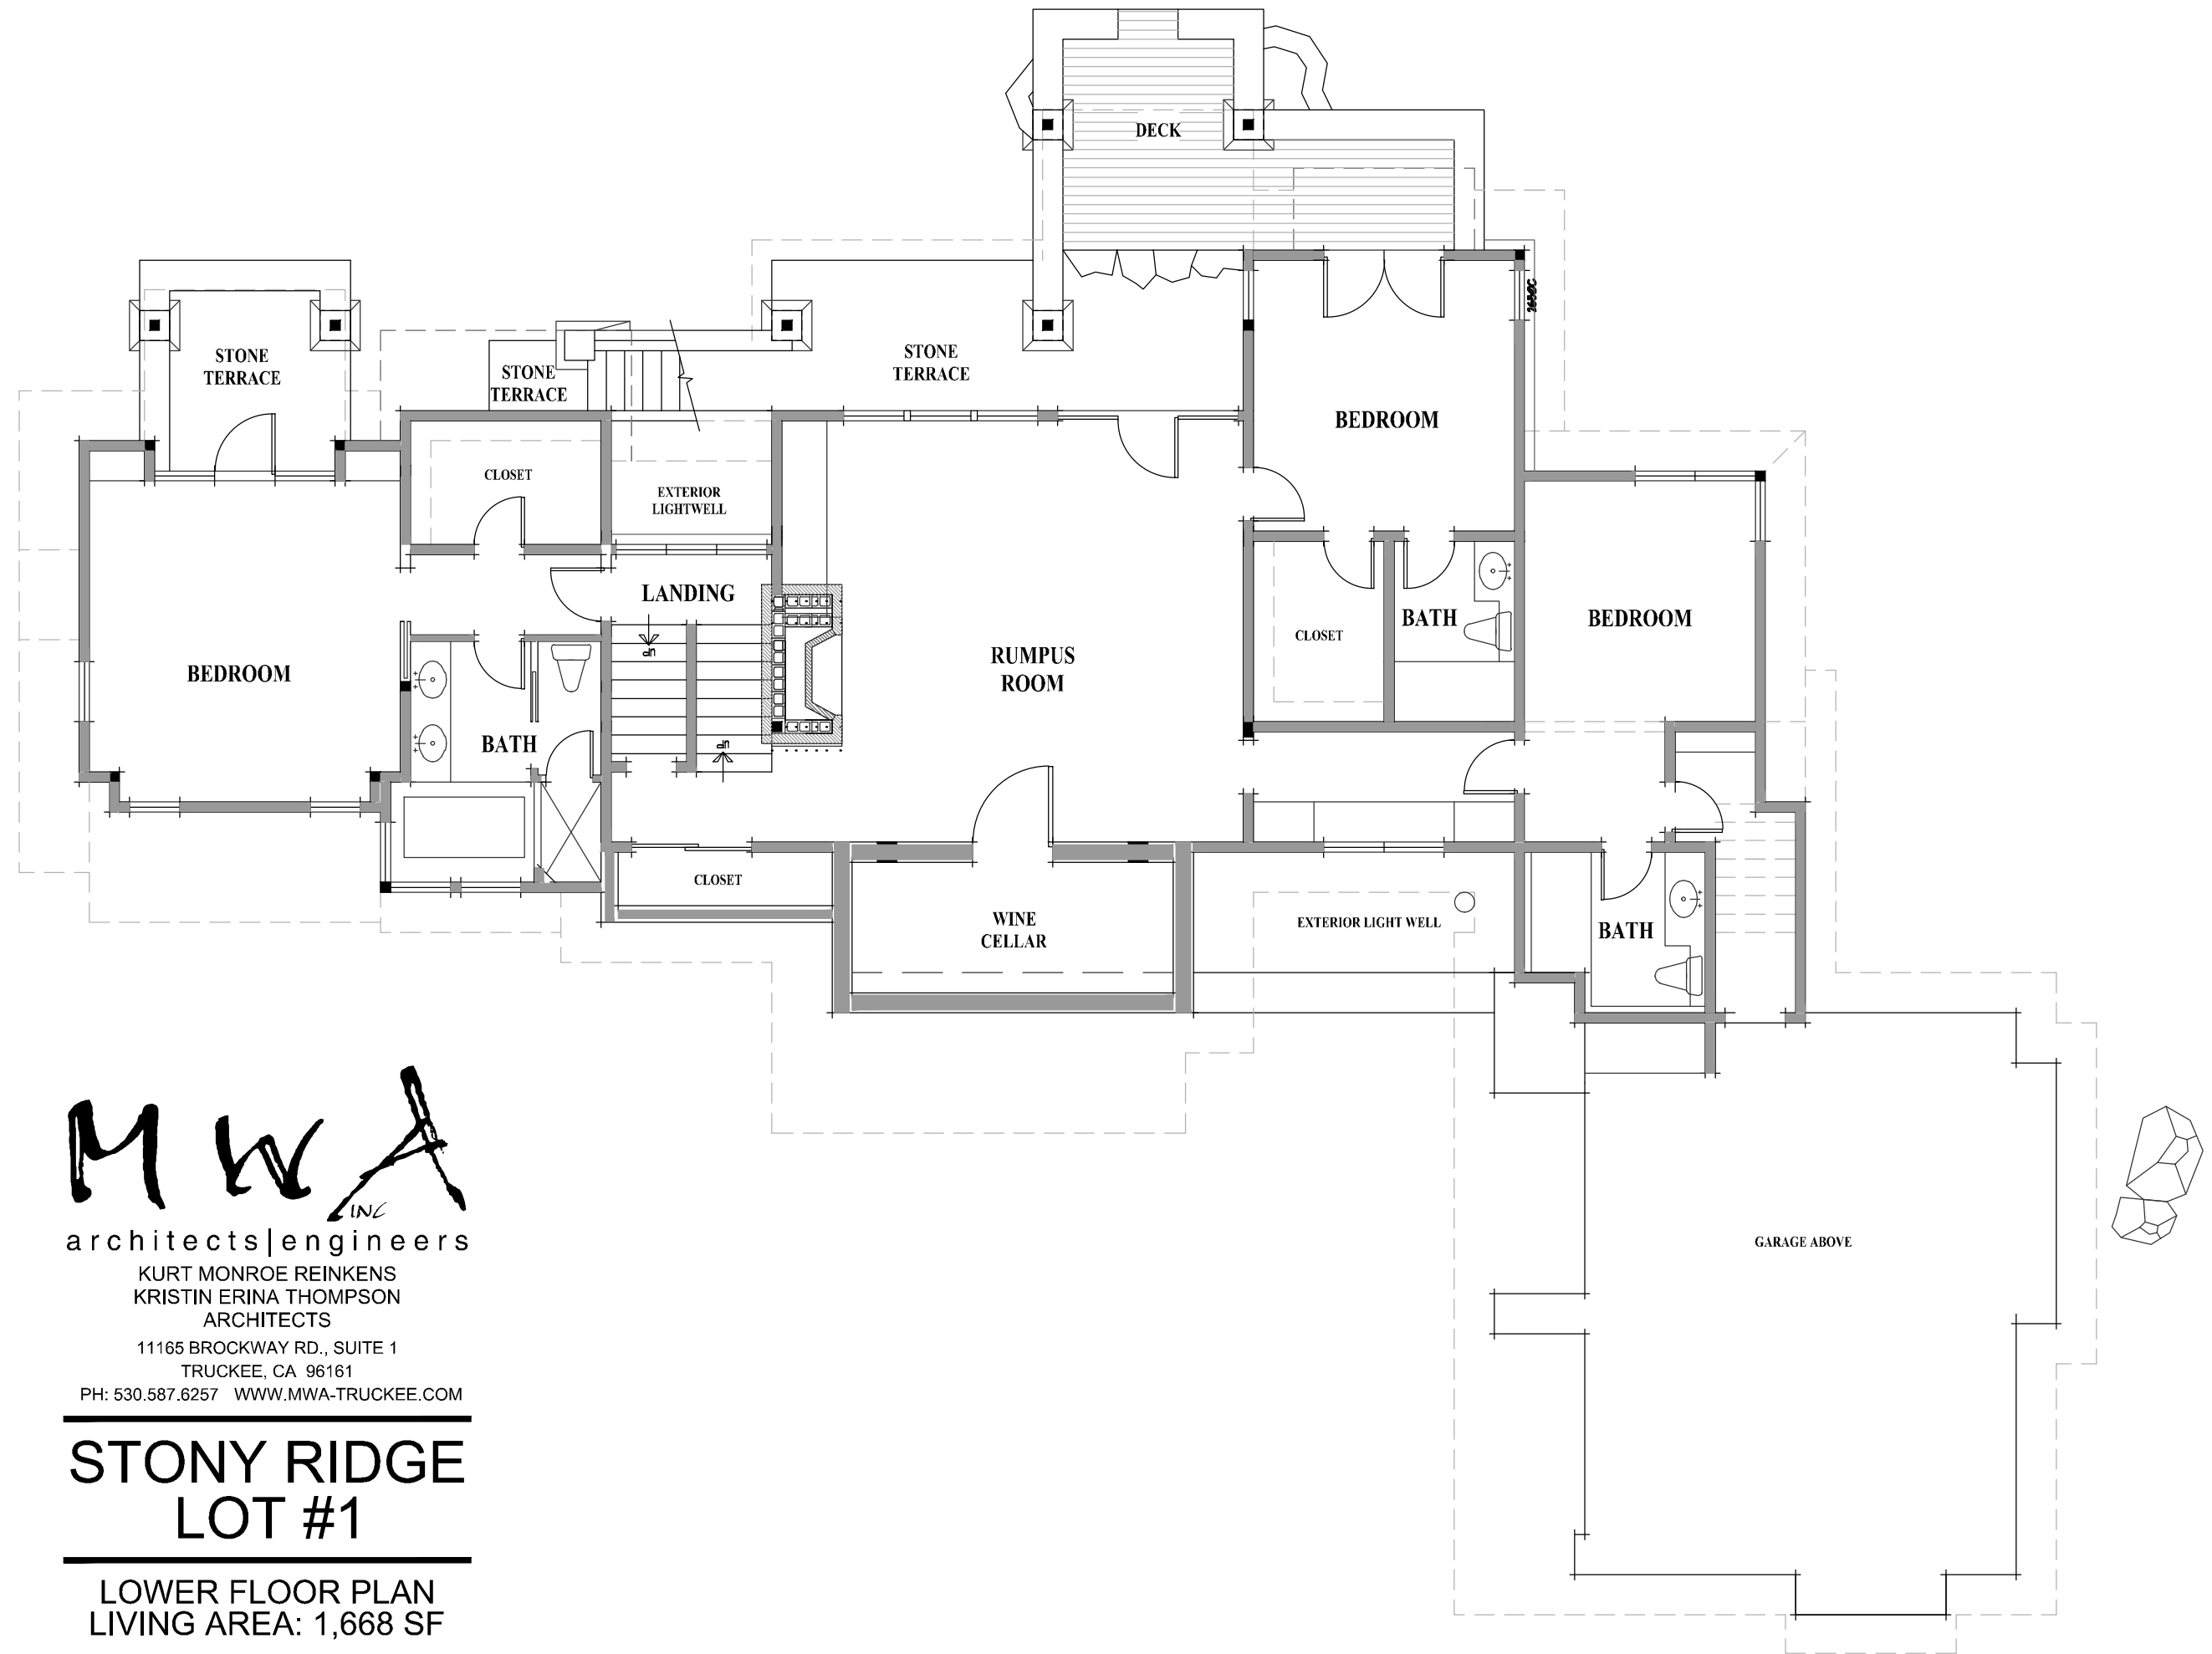 DECK
STONE
TERRACE
STONE
TERRACE
STONE
TERRACE
BEDROOM
CLOSET
EXTERIOR
LIGHTWELL
LANDING
BEDROOM
RUMPUS
ROOM
CLOSET
BATH
BEDROOM
BATH
CLOSET
WINE
CELLAR
EXTERIOR LIGHT WELL
BATH
GARAGE ABOVE
MWA
INC
architects|engineers
KURT MONROE REINKENS
KRISTIN ERINA THOMPSON
ARCHITECTS
11165 BROCKWAY RD., SUITE 1
TRUCKEE, CA 96161
PH: 530.587.6257 WWW.MWA-TRUCKEE.COM
STONY RIDGE
LOT #1
LOWER FLOOR PLAN
LIVING AREA: 1,668 SF